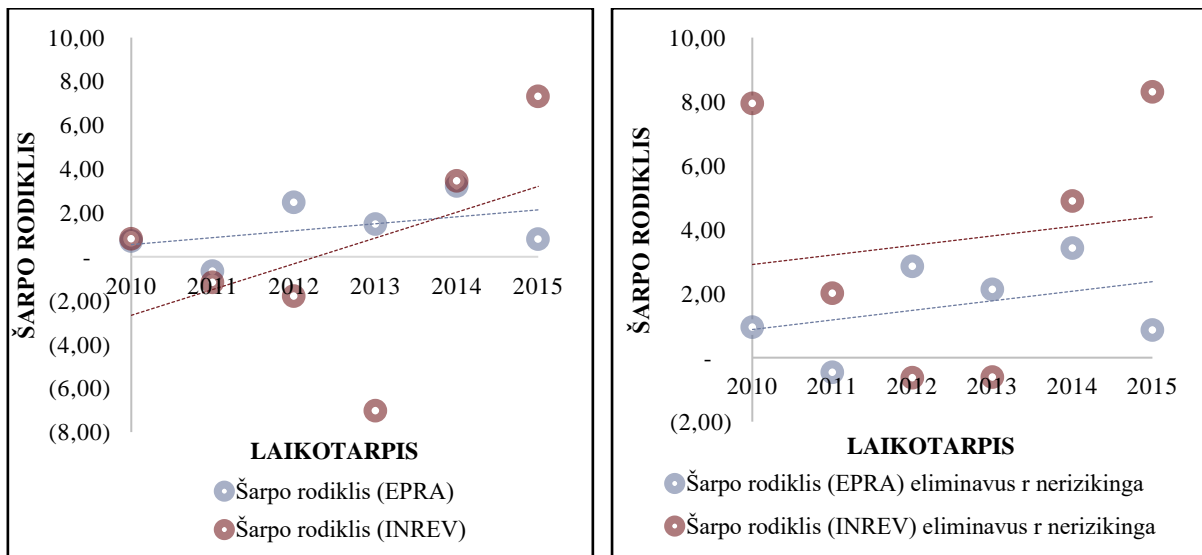 10,00
8,00
6,00
4,00
2,00
-
(2,00)
(4,00)
(6,00)
(8,00)
ŠARPO RODIKLIS
2010 2011 2012 2013 2014 2015
LAIKOTARPIS
Šarpo rodiklis (EPRA)
Šarpo rodiklis (INREV)
10,00
8,00
6,00
4,00
2,00
-
(2,00)
ŠARPO RODIKLIS
2010 2011 2012 2013 2014 2015
LAIKOTARPIS
Šarpo rodiklis (EPRA) eliminavus r nerizikinga
Šarpo rodiklis (INREV) eliminavus r nerizikinga